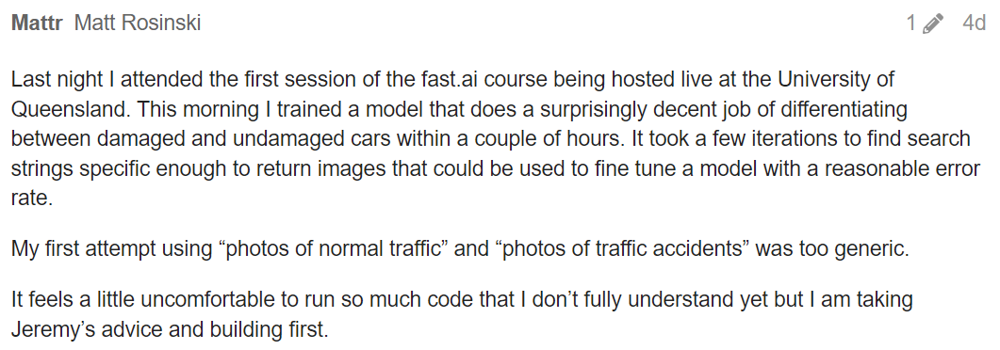 Mattr Matt Rosinski 1 4d
Last night I attended the first session of the fast.ai course being hosted live at the University of
Queensland. This morning I trained a model that does a surprisingly decent job of differentiating
between damaged and undamaged cars within a couple of hours. It took a few iterations to find search
strings specific enough to return images that could be used to fine tune a model with a reasonable error
rate.
My first attempt using “photos of normal traffic” and “photos of traffic accidents” was too generic.
It feels a little uncomfortable to run so much code that I don’t fully understand yet but I am taking
Jeremy’s advice and building first.